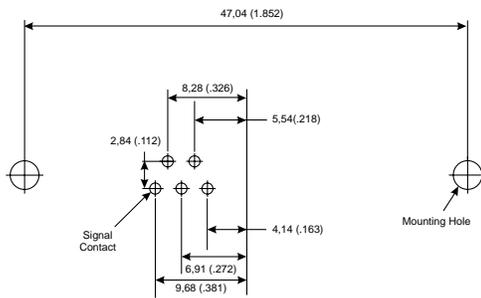 47,04 (1.852)
8,28 (.326)
5,54(.218)
2,84 (.112)
Signal
Contact
Mounting Hole
4,14 (.163)
6,91 (.272)
9,68 (.381)